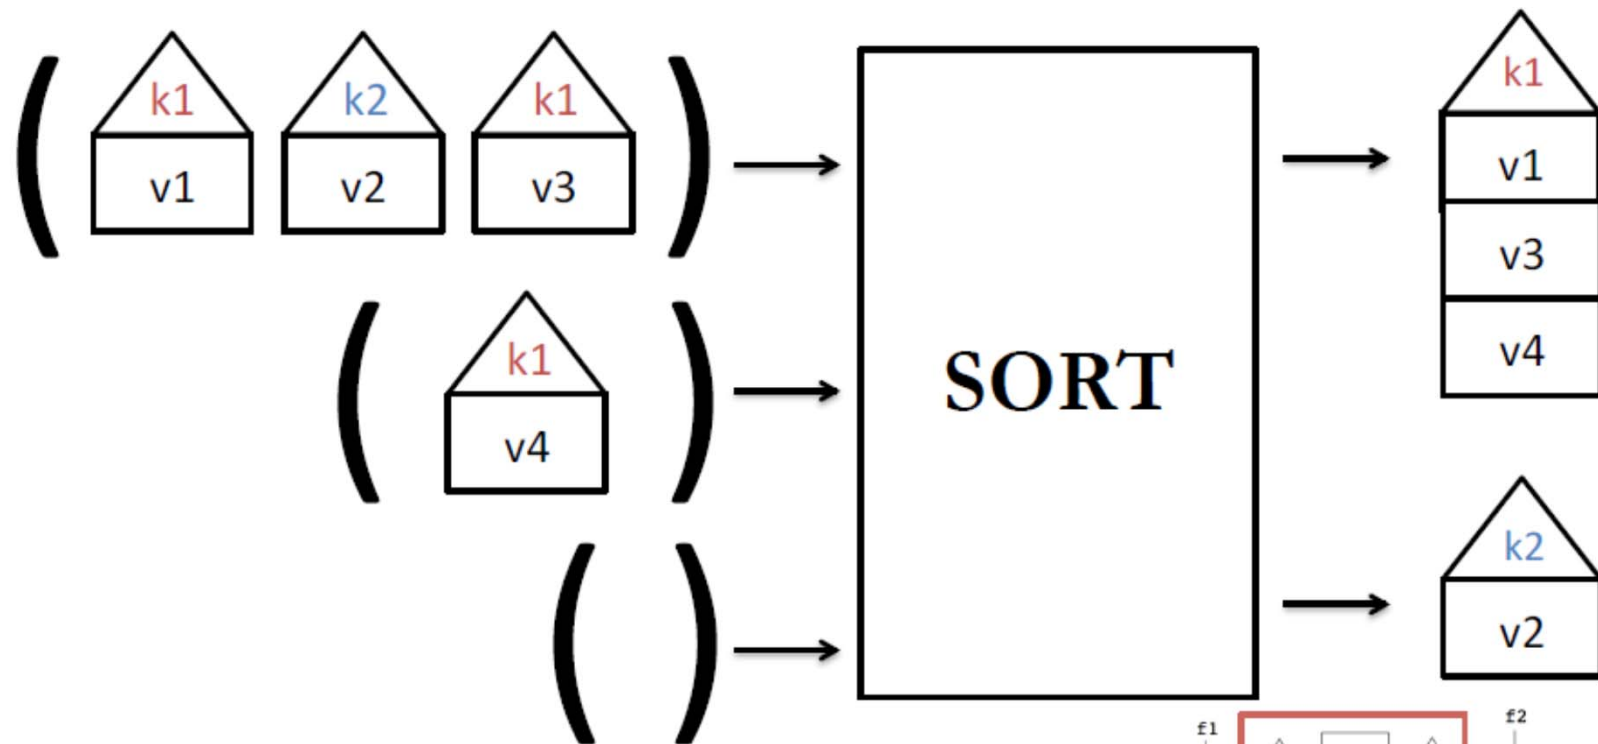 ( k1 k2 k1 )
v1 v2 v3
( k1 )
v4
( )
SORT
k1
v1
v3
v4
k2
v2
f1 f2